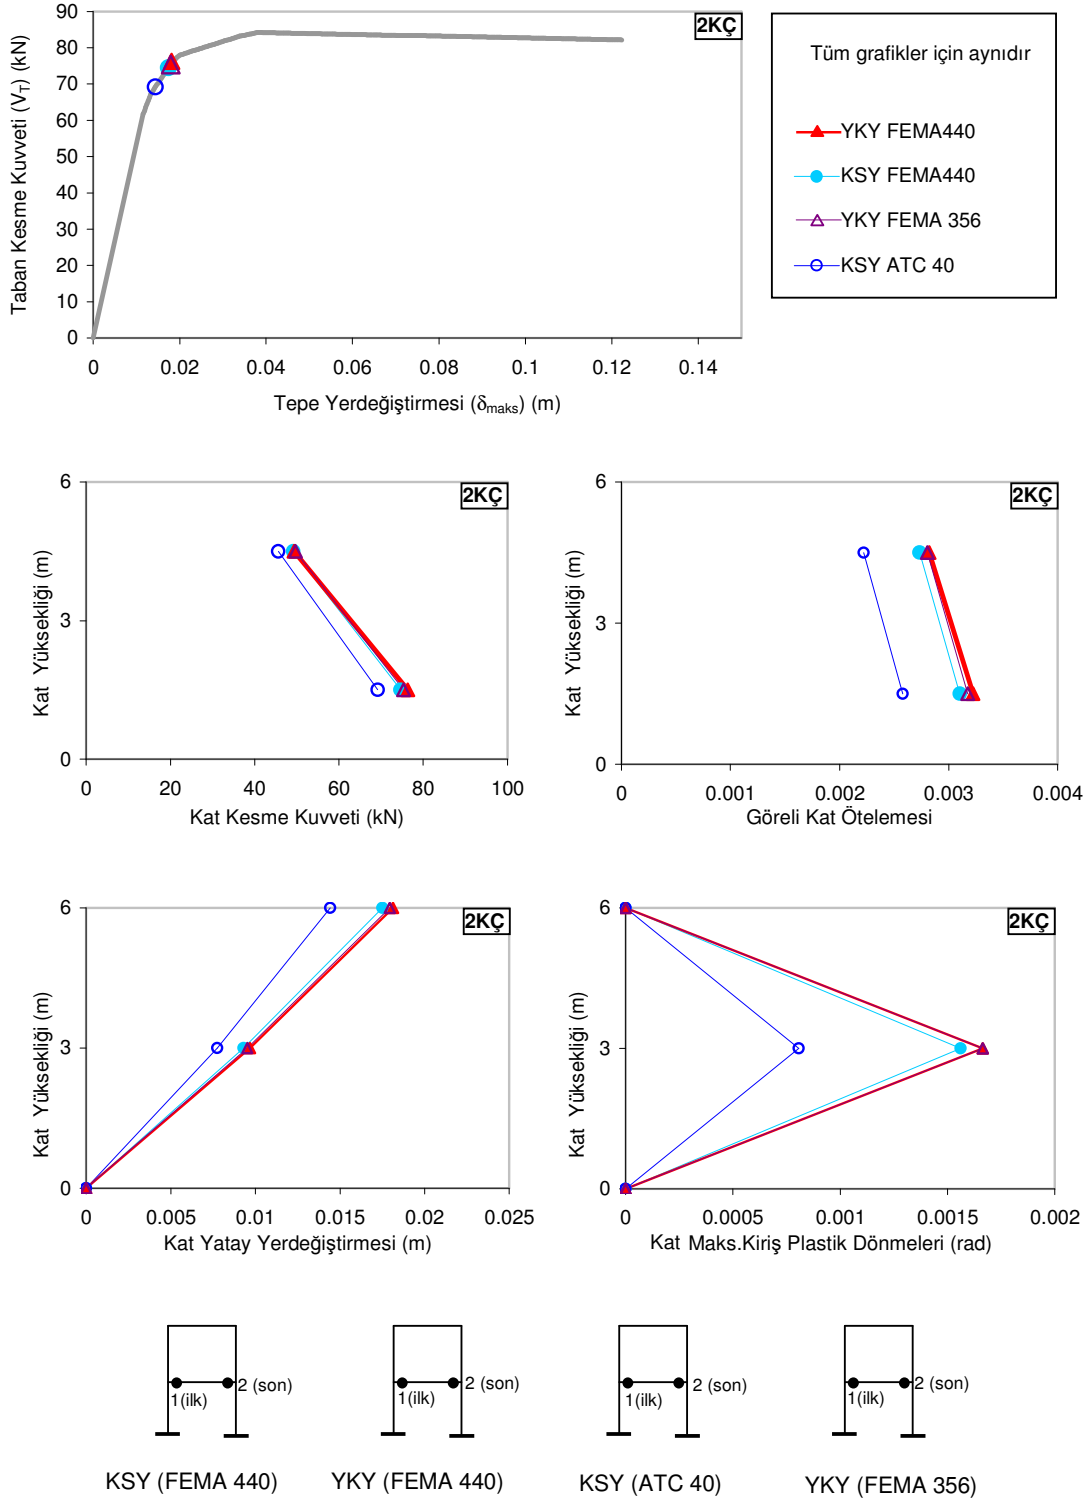 2KÇ
90
80
70
60
50
40
30
20
10
0
Taban Kesme Kuvveti (VT) (kN)
0 0.02 0.04 0.06 0.08 0.1 0.12 0.14
Tepe Yerdeğiştirmesi (δmaks) (m)
Tüm grafikler için aynıdır
YKY FEMA440
KSY FEMA440
YKY FEMA 356
KSY ATC 40
2KÇ
6
3
0
Kat Yüksekliği (m)
0 20 40 60 80 100
Kat Kesme Kuvveti (kN)
2KÇ
6
3
0
Kat Yüksekliği (m)
0 0.001 0.002 0.003 0.004
Göreli Kat Ötelemesi
2KÇ
6
3
0
Kat Yüksekliği (m)
0 0.005 0.01 0.015 0.02 0.025
Kat Yatay Yerdeğiştirmesi (m)
2KÇ
6
3
0
Kat Yüksekliği (m)
0 0.0005 0.001 0.0015 0.002
Kat Maks.Kiriş Plastik Dönmeleri (rad)
1(ilk) 2 (son)
KSY (FEMA 440)
1(ilk) 2 (son)
YKY (FEMA 440)
1(ilk) 2 (son)
KSY (ATC 40)
1(ilk) 2 (son)
YKY (FEMA 356)